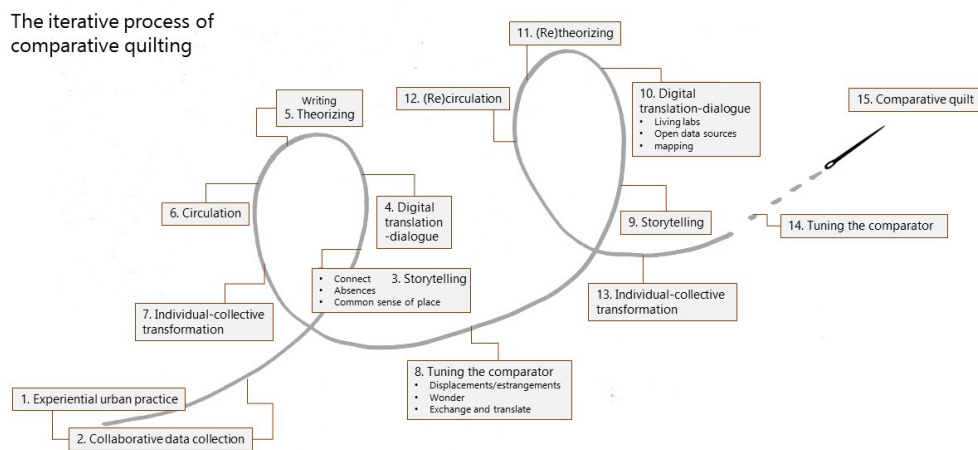 The iterative process of
comparative quilting
1. Experiential urban practice
2. Collaborative data collection
• Connect 3. Storytelling
• Absences
• Common sense of place
4. Digital
translation
-dialogue
Writing
5. Theorizing
6. Circulation
7. Individual-collective
transformation
8. Tuning the comparator
• Displacements/estrangements
• Wonder
• Exchange and translate
9. Storytelling
10. Digital
translation-dialogue
• Living labs
• Open data sources
• mapping
11. (Re)theorizing
12. (Re)circulation
13. Individual-collective
transformation
14. Tuning the comparator
15. Comparative quilt